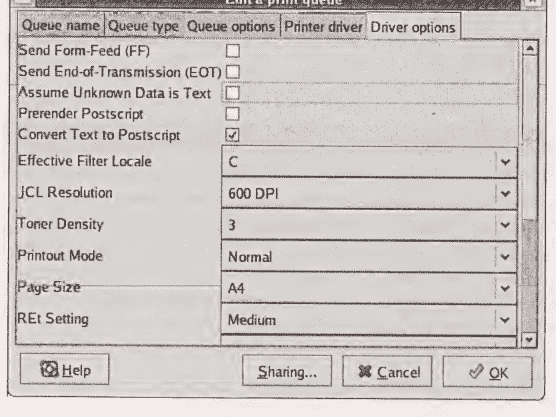 Edit a print queue
Queue name Queue type Queue options Printer driver Driver options
Send Form-Feed (FF)
Send End-of-Transmission (EOT)
Assume Unknown Data is Text
Prerender Postscript
Convert Text to Postscript
Effective Filter Locale C
JCL Resolution 600 DPI
Toner Density 3
Printout Mode Normal
Page Size A4
REt Setting Medium
Help Sharing... Cancel OK